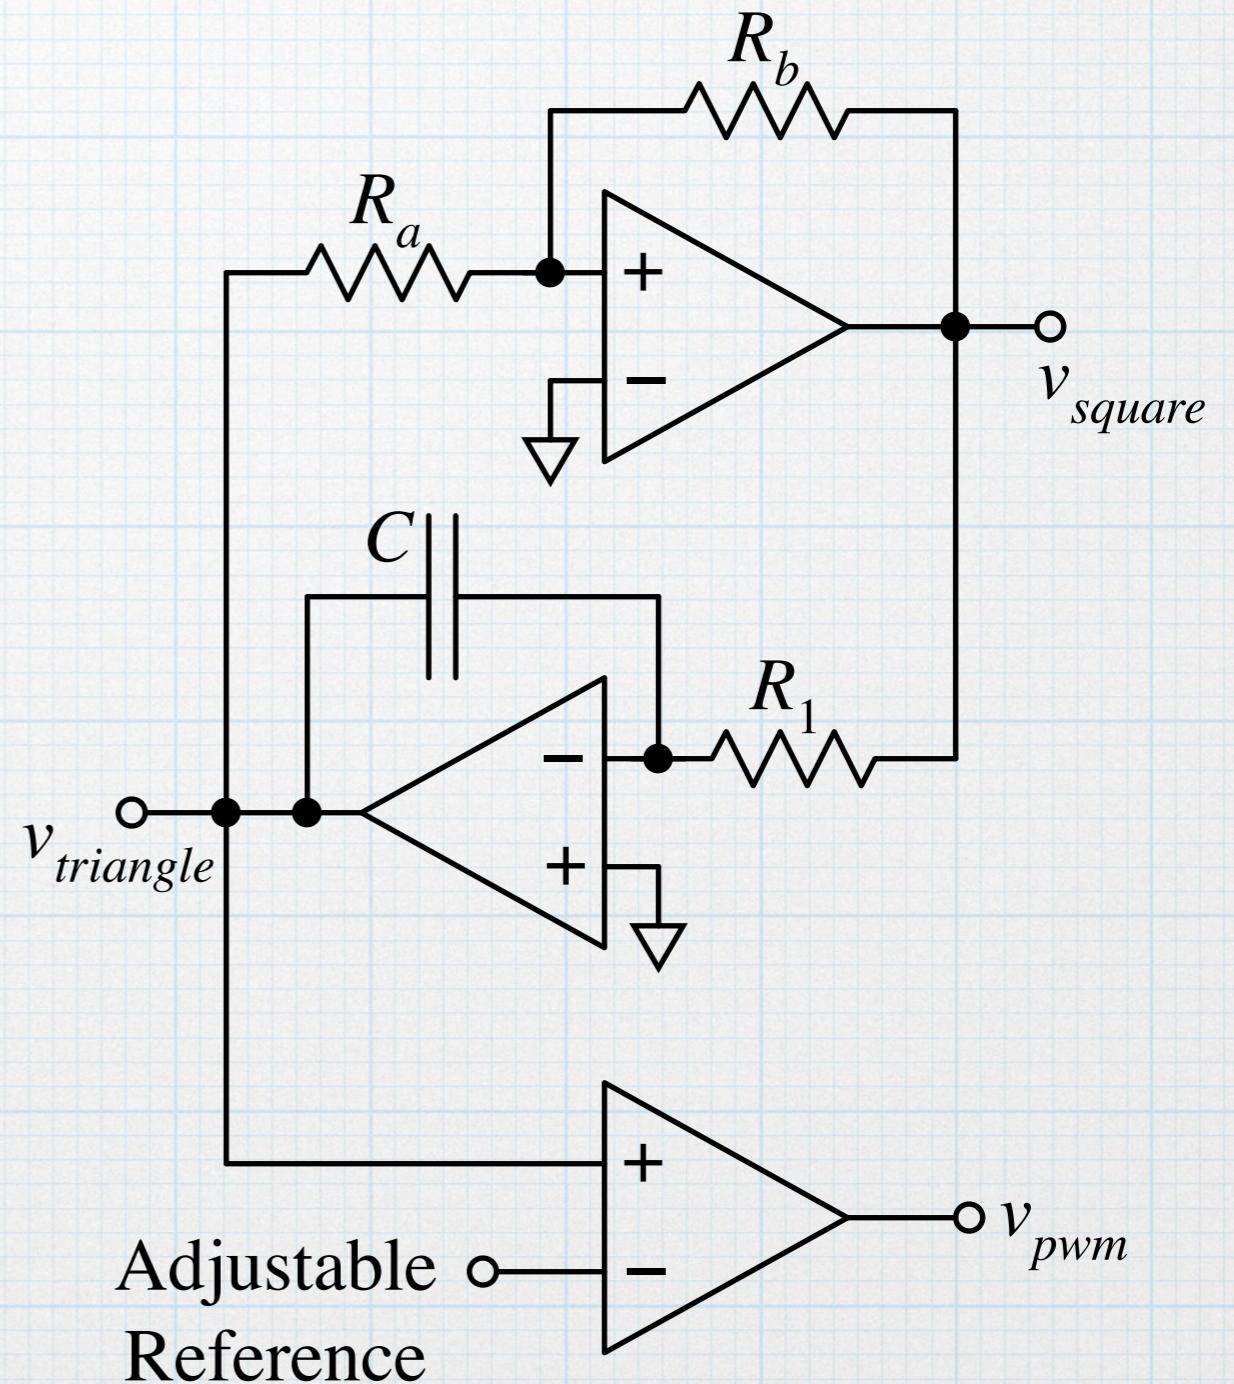 R_b
R_a
+
−
v_square
C
R_1
−
+
v_triangle
+
−
v_pwm
Adjustable
Reference